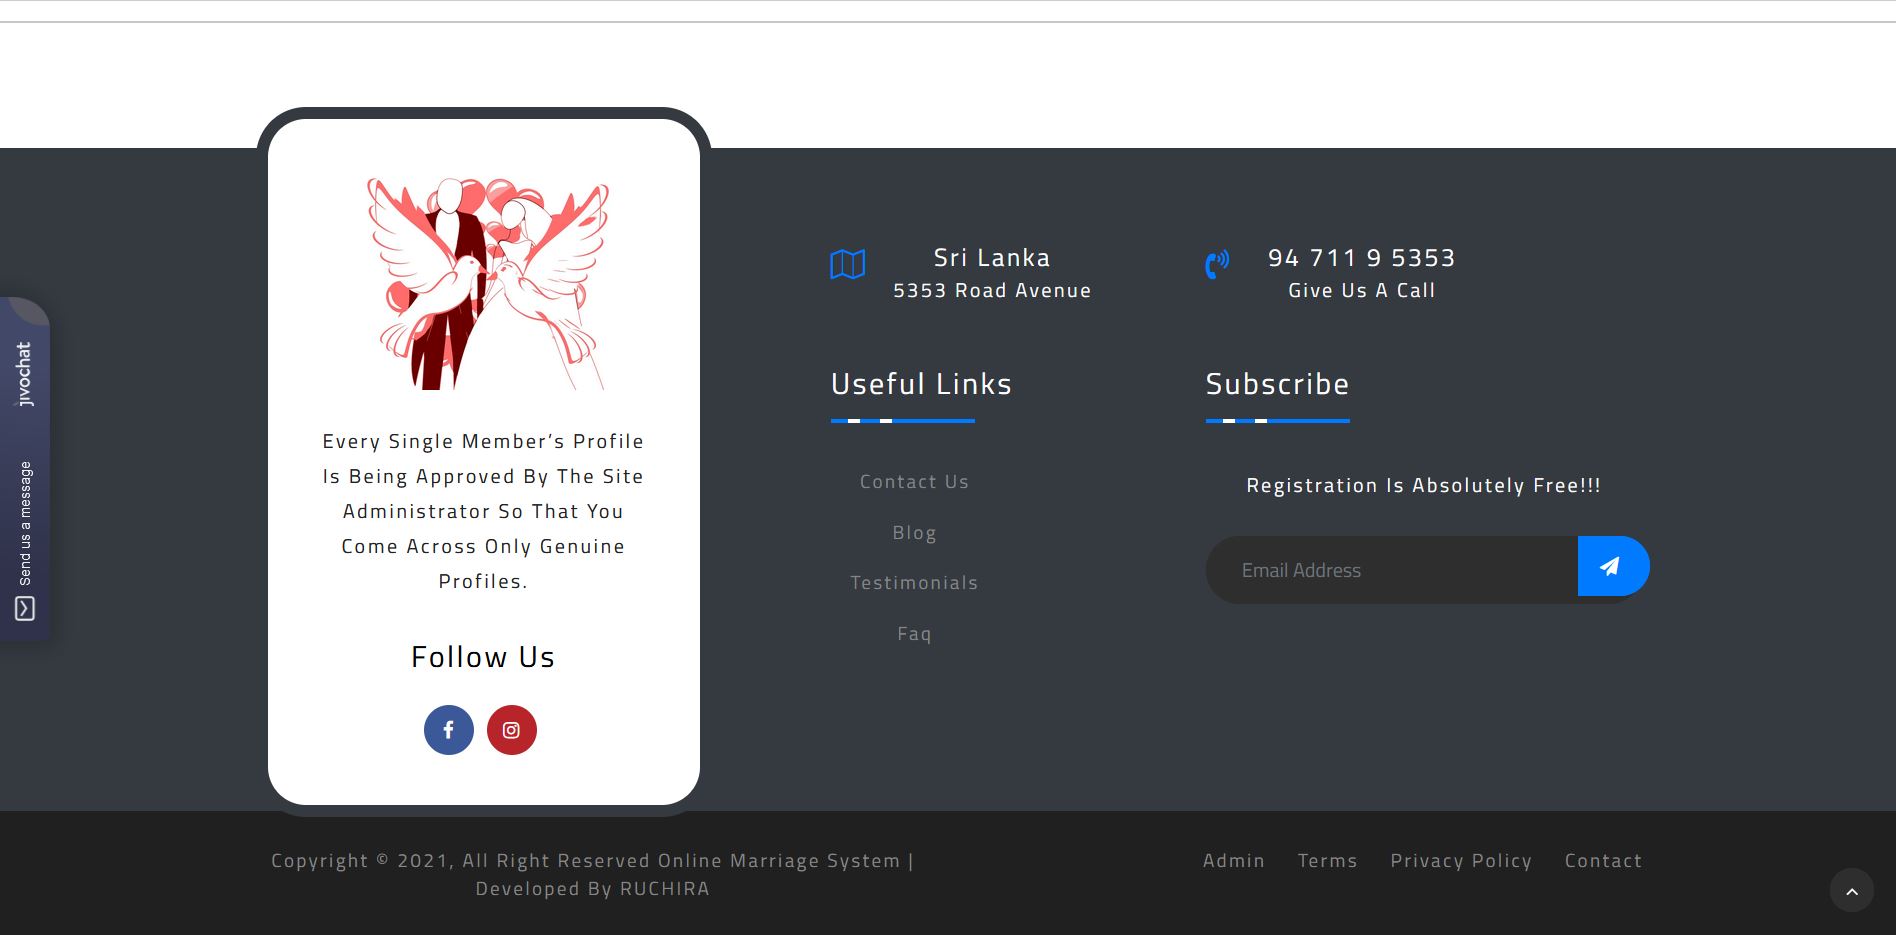 Every Single Member’s Profile
Is Being Approved By The Site
Administrator So That You
Come Across Only Genuine
Profiles.
Follow Us
Sri Lanka
5353 Road Avenue
94 711 9 5353
Give Us A Call
Useful Links
Contact Us
Blog
Testimonials
Faq
Subscribe
Registration Is Absolutely Free!!!
Email Address
jivochat
Send us a message
Copyright © 2021, All Right Reserved Online Marriage System |
Developed By RUCHIRA
Admin Terms Privacy Policy Contact